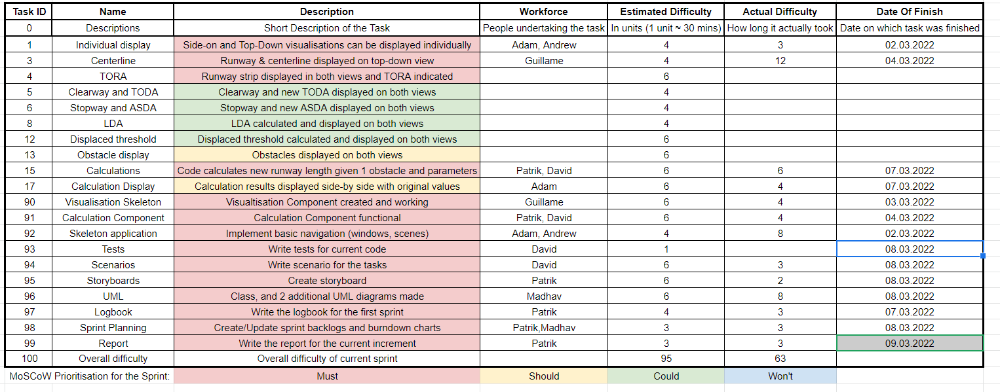 Task ID Name Description Workforce Estimated Difficulty Actual Difficulty Date Of Finish
0 Descriptions Short Description of the Task People undertaking the task In units (1 unit ≈ 30 mins) How long it actually took Date on which task was finished
1 Individual display Side-on and Top-Down visualisations can be displayed individually Adam, Andrew 4 3 02.03.2022
3 Centerline Runway & centerline displayed on top-down view Guillame 4 12 04.03.2022
4 TORA Runway strip displayed in both views and TORA indicated 6
5 Clearway and TODA Clearway and new TODA displayed on both views 4
6 Stopway and ASDA Stopway and new ASDA displayed on both views 4
8 LDA LDA calculated and displayed on both views 4
12 Displaced threshold Displaced threshold calculated and displayed on both views 6
13 Obstacle display Obstacles displayed on both views 6
15 Calculations Code calculates new runway length given 1 obstacle and parameters Patrik, David 6 6 07.03.2022
17 Calculation Display Calculation results displayed side-by side with original values Adam 6 4 07.03.2022
90 Visualisation Skeleton Visualtisation Component created and working Guillame 6 4 03.03.2022
91 Calculation Component Calculation Component functional Patrik, David 6 4 04.03.2022
92 Skeleton application Implement basic navigation (windows, scenes) Adam, Andrew 4 8 02.03.2022
93 Tests Write tests for current code David 1 08.03.2022
94 Scenarios Write scenario for the tasks David 6 3 08.03.2022
95 Storyboards Create storyboard Patrik 6 2 08.03.2022
96 UML Class, and 2 additional UML diagrams made Madhav 6 8 08.03.2022
97 Logbook Write the logbook for the first sprint Patrik 4 3 07.03.2022
98 Sprint Planning Create/Update sprint backlogs and burndown charts Patrik,Madhav 3 3 08.03.2022
99 Report Write the report for the current increment Patrik 3 3 09.03.2022
100 Overall difficulty Overall difficulty of current sprint 95 63
MoSCoW Prioritisation for the Sprint: Must Should Could Won't